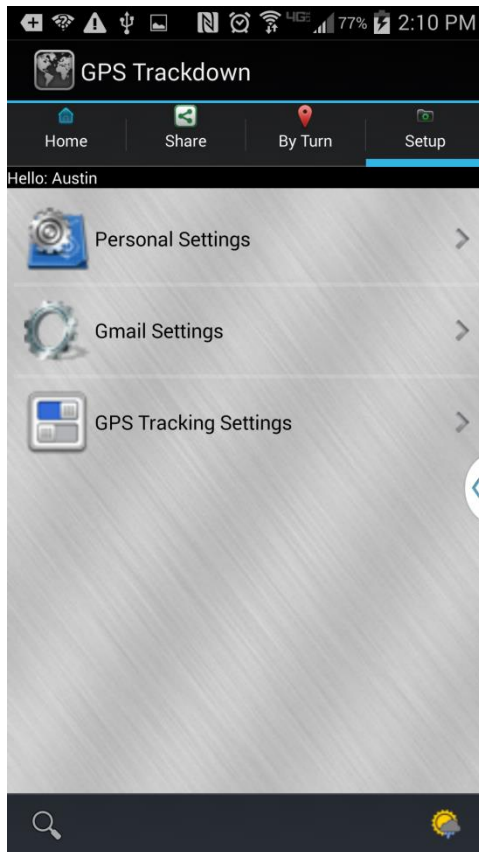 4GE 77% 2:10 PM
GPS Trackdown
Home Share By Turn Setup
Hello: Austin
Personal Settings
Gmail Settings
GPS Tracking Settings